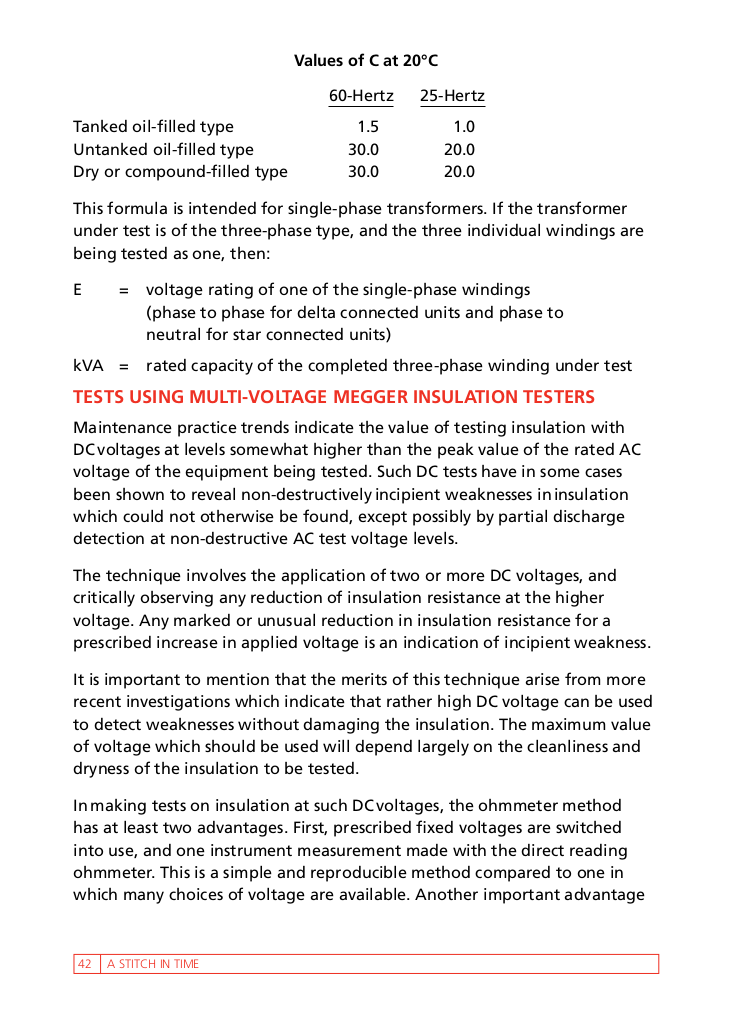 Values of C at 20°C
60-Hertz 25-Hertz
Tanked oil-filled type 1.5 1.0
Untanked oil-filled type 30.0 20.0
Dry or compound-filled type 30.0 20.0
This formula is intended for single-phase transformers. If the transformer
under test is of the three-phase type, and the three individual windings are
being tested as one, then:
E = voltage rating of one of the single-phase windings
(phase to phase for delta connected units and phase to
neutral for star connected units)
kVA = rated capacity of the completed three-phase winding under test
TESTS USING MULTI-VOLTAGE MEGGER INSULATION TESTERS
Maintenance practice trends indicate the value of testing insulation with
DC voltages at levels somewhat higher than the peak value of the rated AC
voltage of the equipment being tested. Such DC tests have in some cases
been shown to reveal non-destructively incipient weaknesses in insulation
which could not otherwise be found, except possibly by partial discharge
detection at non-destructive AC test voltage levels.
The technique involves the application of two or more DC voltages, and
critically observing any reduction of insulation resistance at the higher
voltage. Any marked or unusual reduction in insulation resistance for a
prescribed increase in applied voltage is an indication of incipient weakness.
It is important to mention that the merits of this technique arise from more
recent investigations which indicate that rather high DC voltage can be used
to detect weaknesses without damaging the insulation. The maximum value
of voltage which should be used will depend largely on the cleanliness and
dryness of the insulation to be tested.
In making tests on insulation at such DC voltages, the ohmmeter method
has at least two advantages. First, prescribed fixed voltages are switched
into use, and one instrument measurement made with the direct reading
ohmmeter. This is a simple and reproducible method compared to one in
which many choices of voltage are available. Another important advantage
42 A STITCH IN TIME